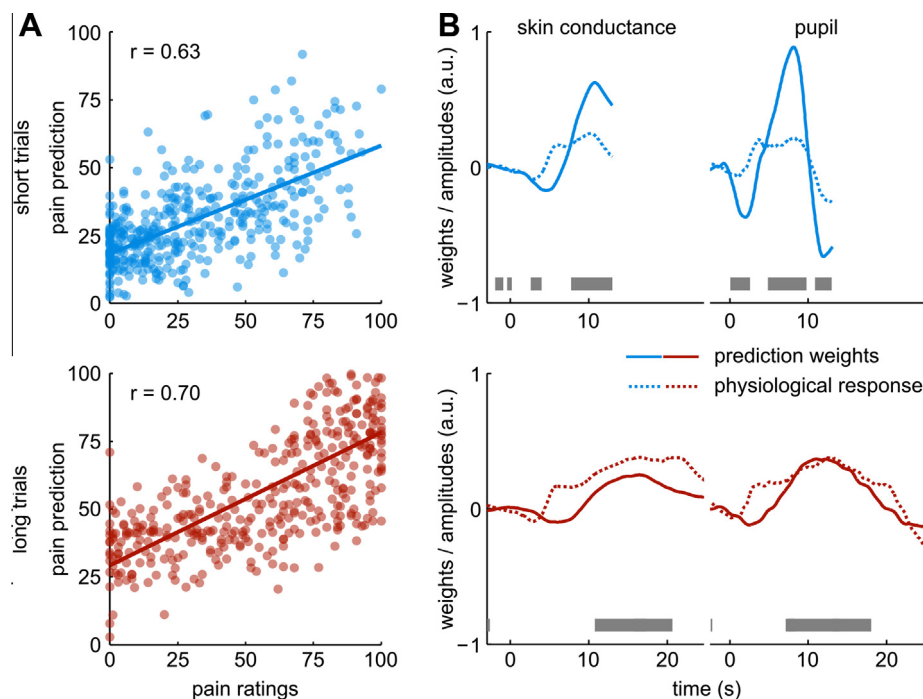 A
B
short trials
pain prediction
r = 0.63
100
75
50
25
0
0
25
50
75
100
skin conductance
pupil
weights / amplitudes (a.u.)
1
0
−1
0
10
0
10
prediction weights
physiological response
long trials
pain prediction
r = 0.70
100
75
50
25
0
0
25
50
75
100
pain ratings
weights / amplitudes (a.u.)
1
0
−1
0
10
20
0
10
20
time (s)